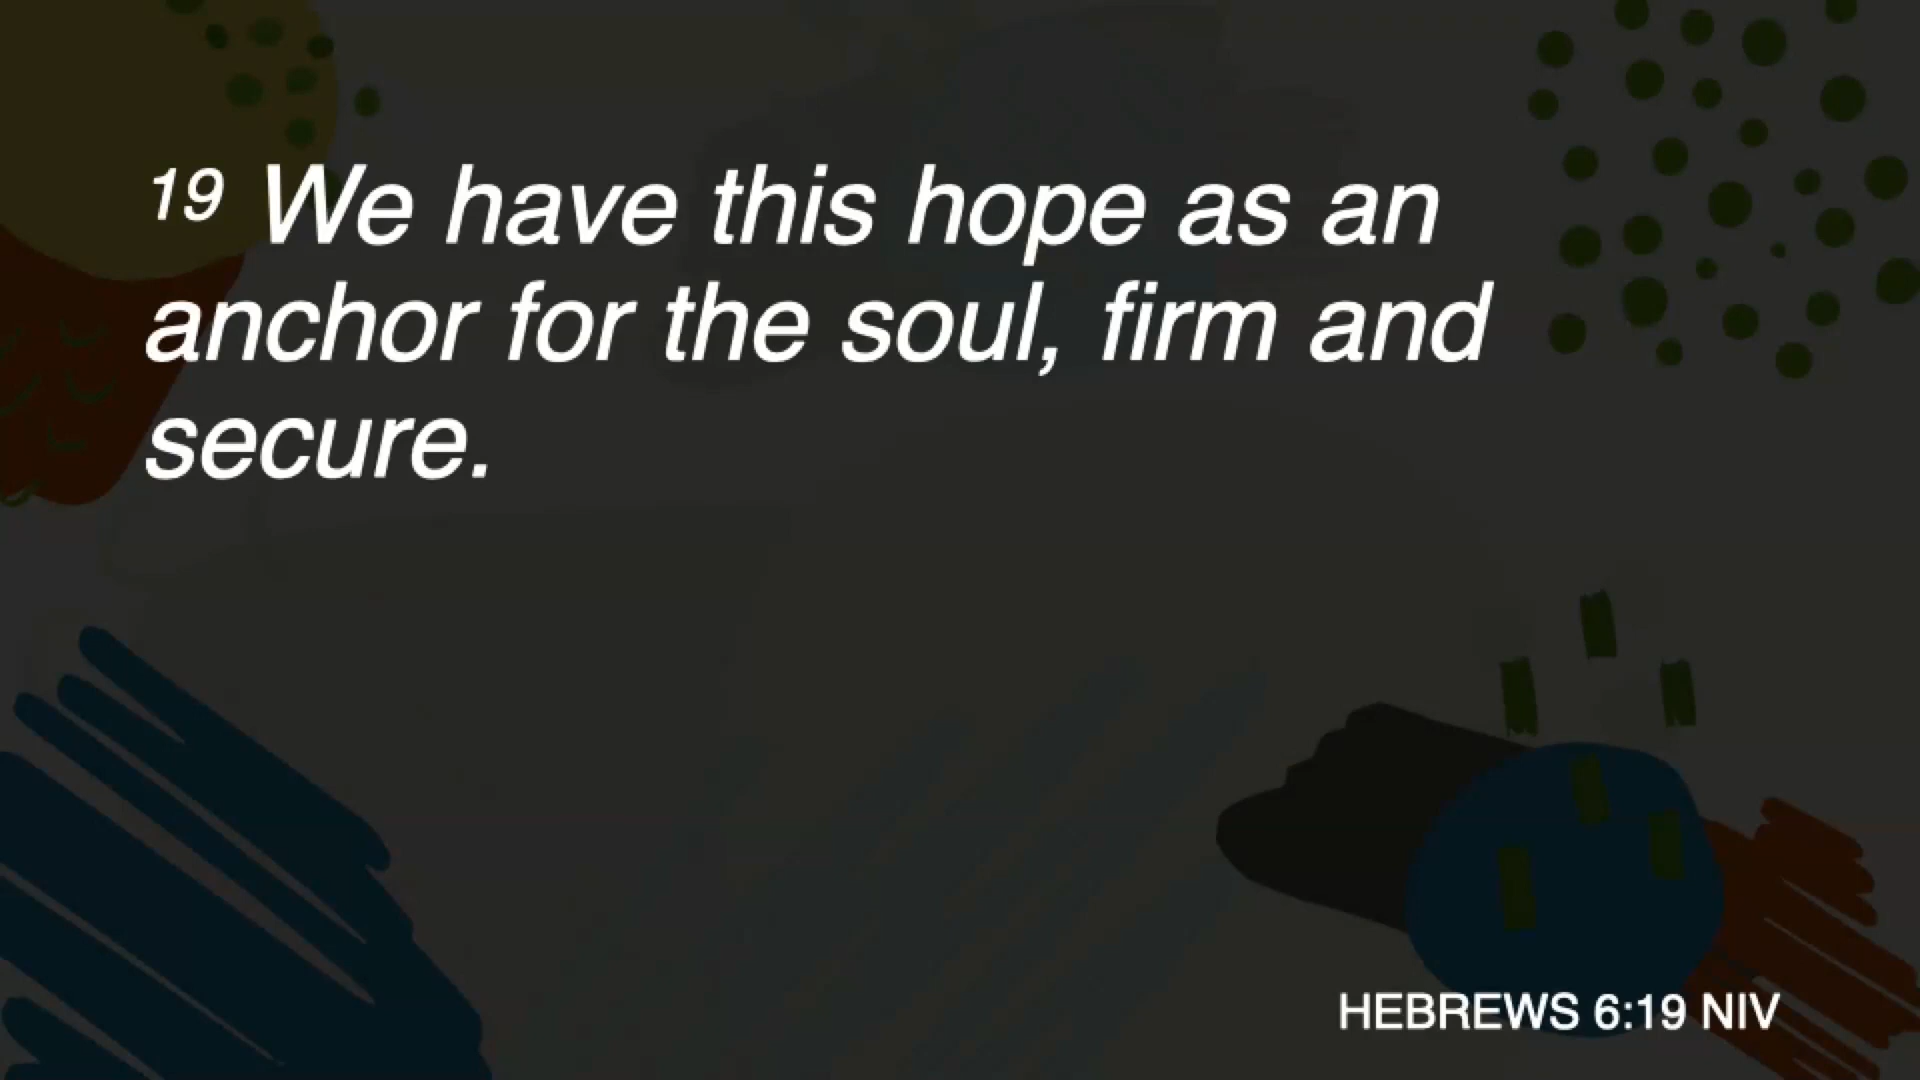 19 We have this hope as an
anchor for the soul, firm and
secure.
HEBREWS 6:19 NIV